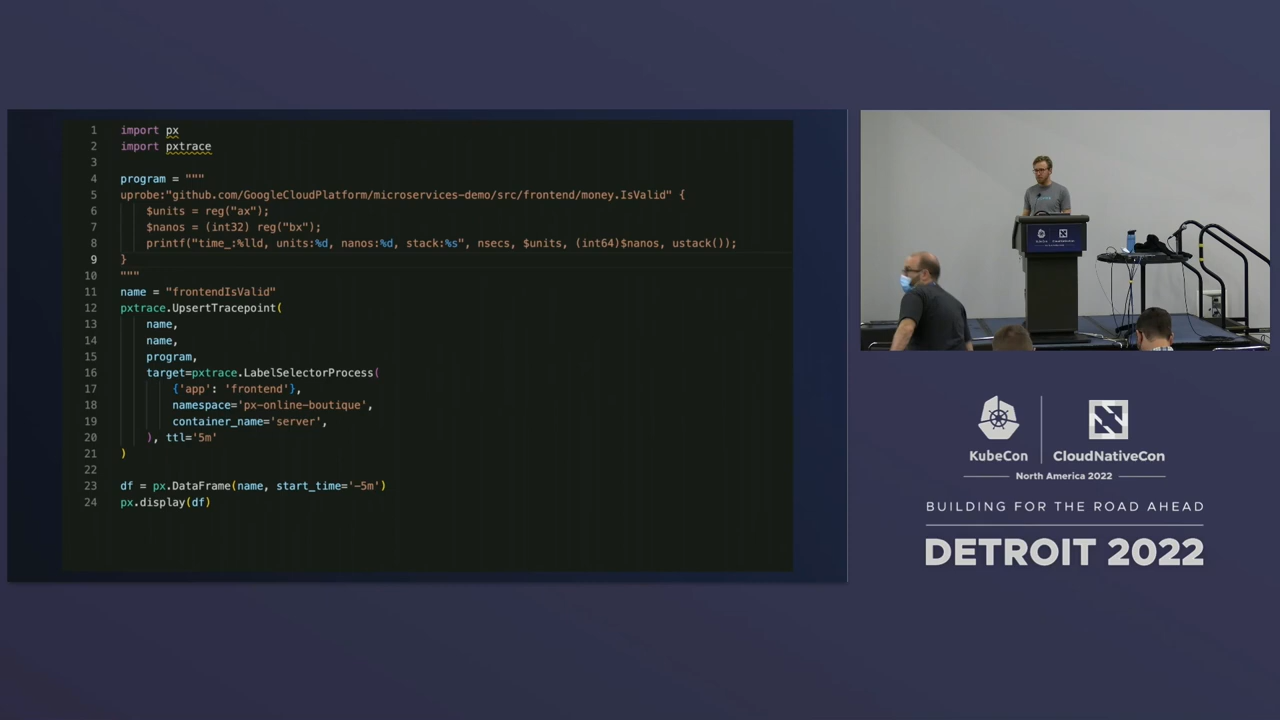 1 import px
2 import pxtrace
3
4 program = """
5 uprobe:"github.com/GoogleCloudPlatform/microservices-demo/src/frontend/money.IsValid" {
6 $units = reg("ax");
7 $nanos = (int32) reg("bx");
8 printf("time_:%lld, units:%d, nanos:%d, stack:%s", nsecs, $units, (int64)$nanos, ustack());
9 }
10 """
11 name = "frontendIsValid"
12 pxtrace.UpsertTracepoint(
13 name,
14 name,
15 program,
16 target=pxtrace.LabelSelectorProcess(
17 {'app': 'frontend'},
18 namespace='px-online-boutique',
19 container_name='server',
20 ), ttl='5m'
21 )
22
23 df = px.DataFrame(name, start_time='-5m')
24 px.display(df)
KubeCon CloudNativeCon
North America 2022
BUILDING FOR THE ROAD AHEAD
DETROIT 2022